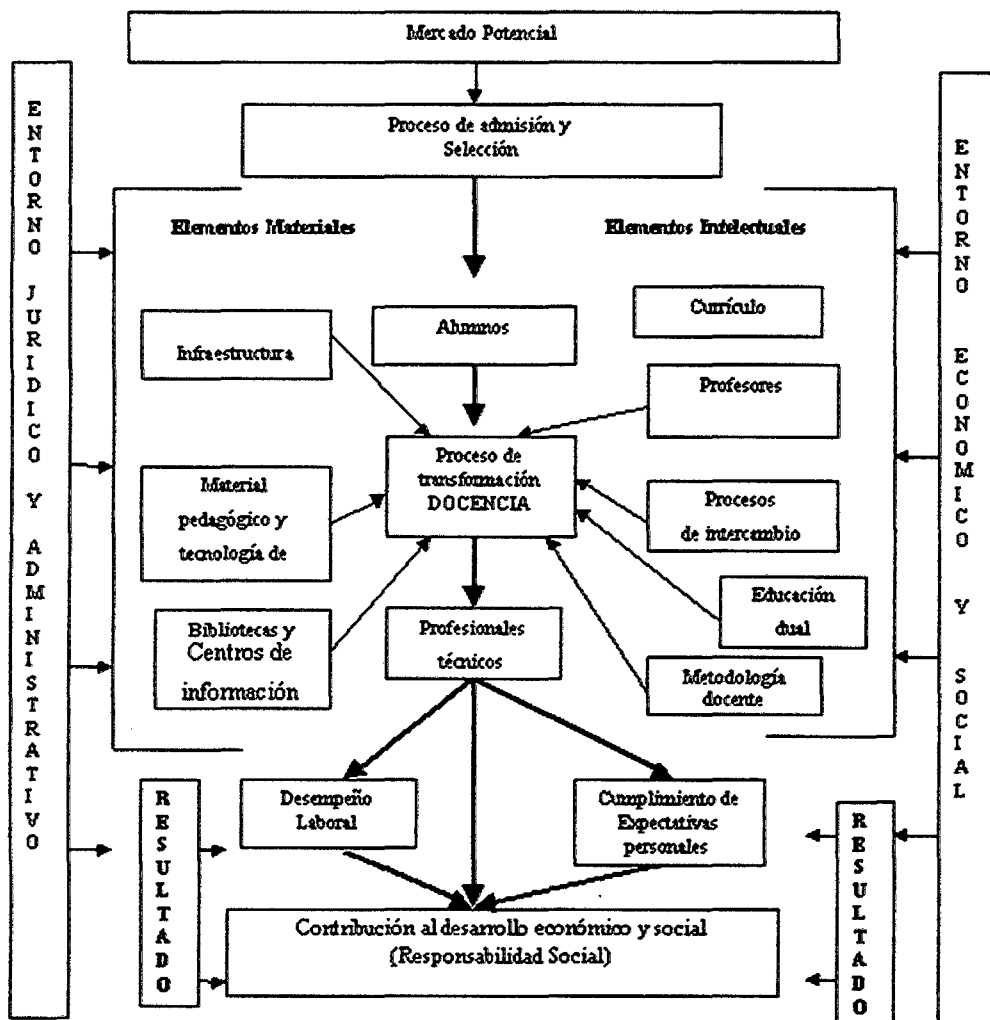 Mercado Potencial
Proceso de admisión y
Selección
ENTORNO JURIDICO Y ADMINISTRATIVO
ENTORNO ECONOMICO Y SOCIAL
Elementos Materiales
Elementos Intelectuales
Infraestructura
Alumnos
Currículo
Profesores
Proceso de
transformación
DOCENCIA
Material
pedagógico y
tecnología de
Procesos
de intercambio
Educación
dual
Bibliotecas y
Centros de
información
Profesionales
técnicos
Metodología
docente
RESULTADO
Desempeño
Laboral
Cumplimiento de
Expectativas
personales
RESULTADO
Contribución al desarrollo económico y social
(Responsabilidad Social)